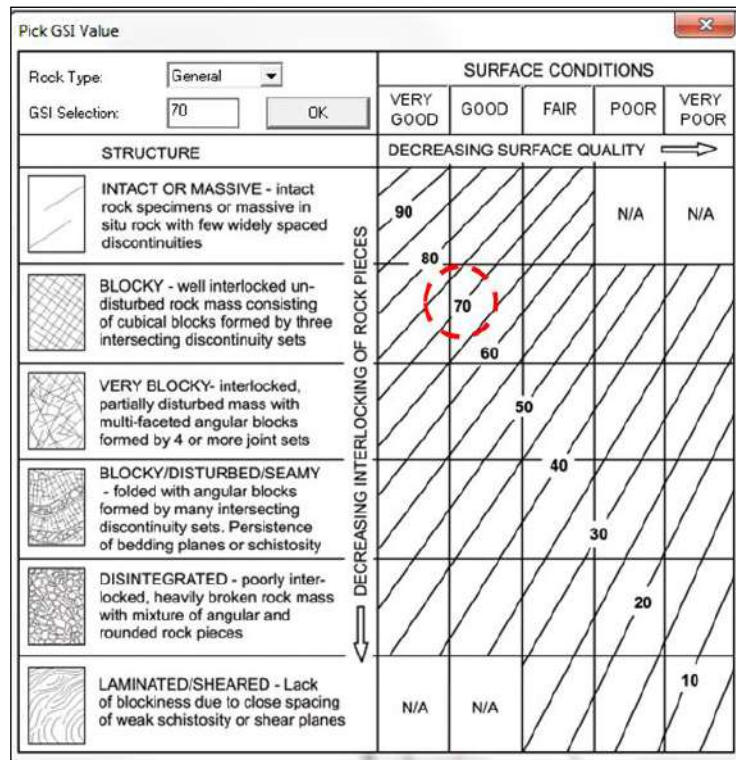 Pick GSI Value
Rock Type: General
GSI Selection: 70 OK
SURFACE CONDITIONS
VERY GOOD
GOOD
FAIR
POOR
VERY POOR
STRUCTURE
DECREASING SURFACE QUALITY
DECREASING INTERLOCKING OF ROCK PIECES
INTACT OR MASSIVE - intact
rock specimens or massive in
situ rock with few widely spaced
discontinuities
90
N/A
N/A
80
BLOCKY - well interlocked un-
disturbed rock mass consisting
of cubical blocks formed by three
intersecting discontinuity sets
70
60
VERY BLOCKY- interlocked,
partially disturbed mass with
multi-faceted angular blocks
formed by 4 or more joint sets
50
BLOCKY/DISTURBED/SEAMY
- folded with angular blocks
formed by many intersecting
discontinuity sets. Persistence
of bedding planes or schistosity
40
30
DISINTEGRATED - poorly inter-
locked, heavily broken rock mass
with mixture of angular and
rounded rock pieces
20
LAMINATED/SHEARED - Lack
of blockiness due to close spacing
of weak schistosity or shear planes
N/A
N/A
10